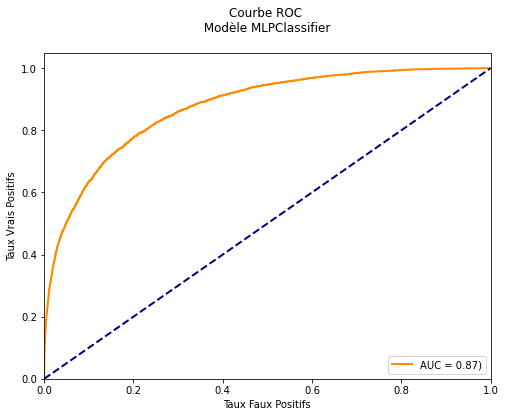 Courbe ROC
Modèle MLPClassifier
Taux Vrais Positifs
1.0
0.8
0.6
0.4
0.2
0.0
0.0 0.2 0.4 0.6 0.8 1.0
AUC = 0.87)
Taux Faux Positifs